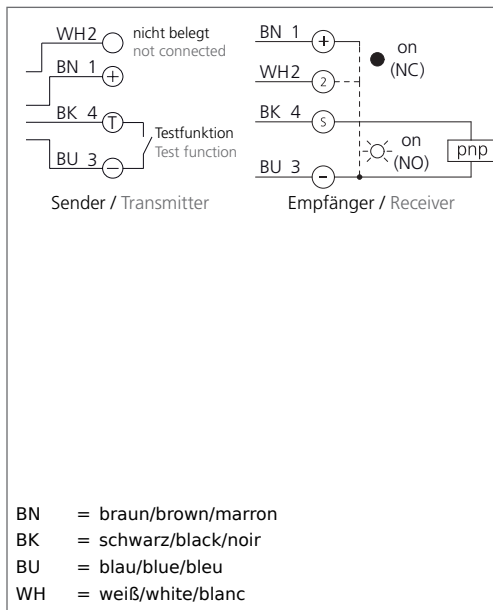 WH2 nicht belegt
not connected
BN 1 +
BK 4 T
Testfunktion
Test function
BU 3 −
Sender / Transmitter
BN 1 +
on
(NC)
WH2 2
BK 4 S
on
(NO)
pnp
BU 3 -
Empfänger / Receiver
BN = braun/brown/marron
BK = schwarz/black/noir
BU = blau/blue/bleu
WH = weiß/white/blanc